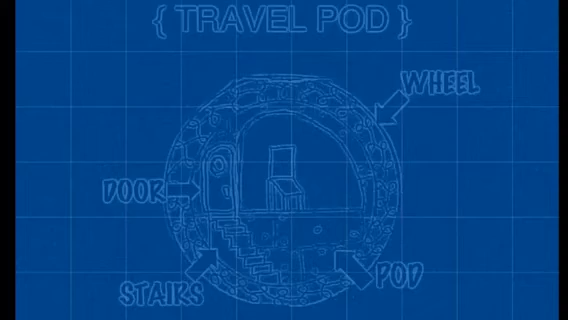 { TRAVEL POD }
WHEEL
DOOR
STAIRS
POD